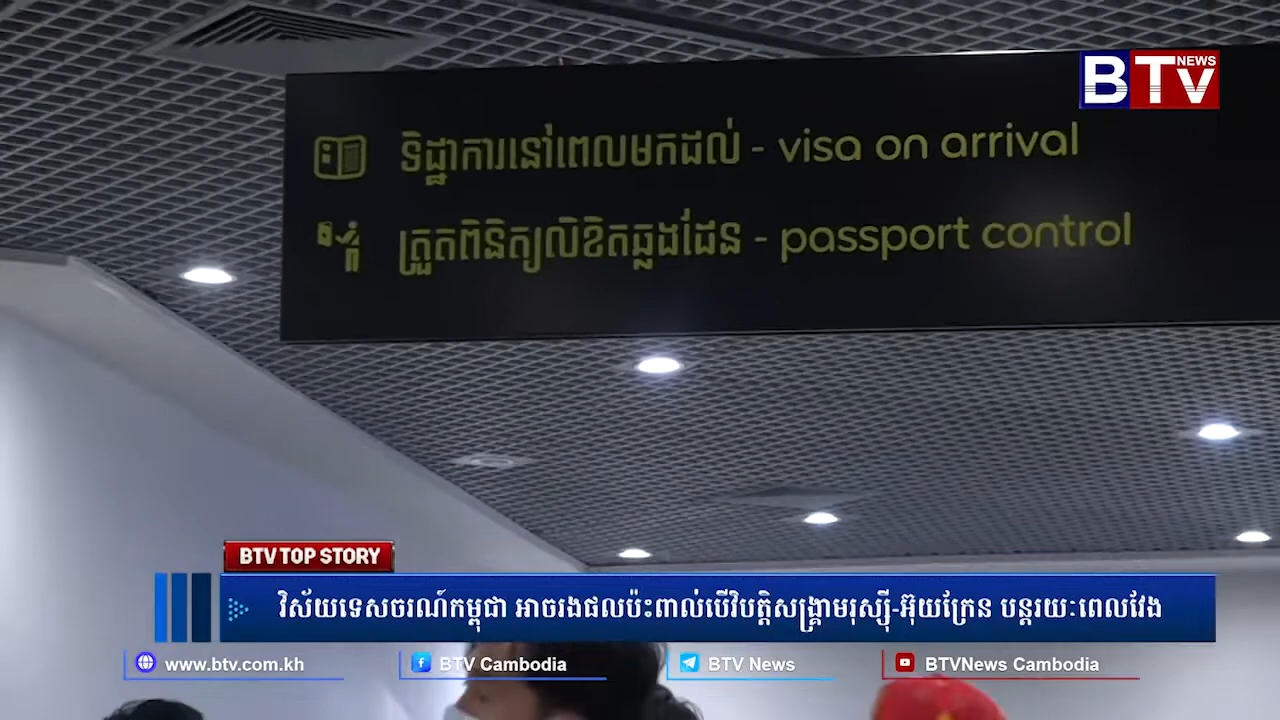 BTV NEWS
ទិដ្ឋាការនៅពេលមកដល់ - visa on arrival
ត្រួតពិនិត្យលិខិតឆ្លងដែន - passport control
BTV TOP STORY
វិស័យទេសចរណ៍កម្ពុជា អាចរងផលប៉ះពាល់បើវិបត្តិសង្គ្រាមរុស្ស៊ី-អ៊ុយក្រែន បន្តរយៈពេលវែង
www.btv.com.kh
BTV Cambodia
BTV News
BTVNews Cambodia